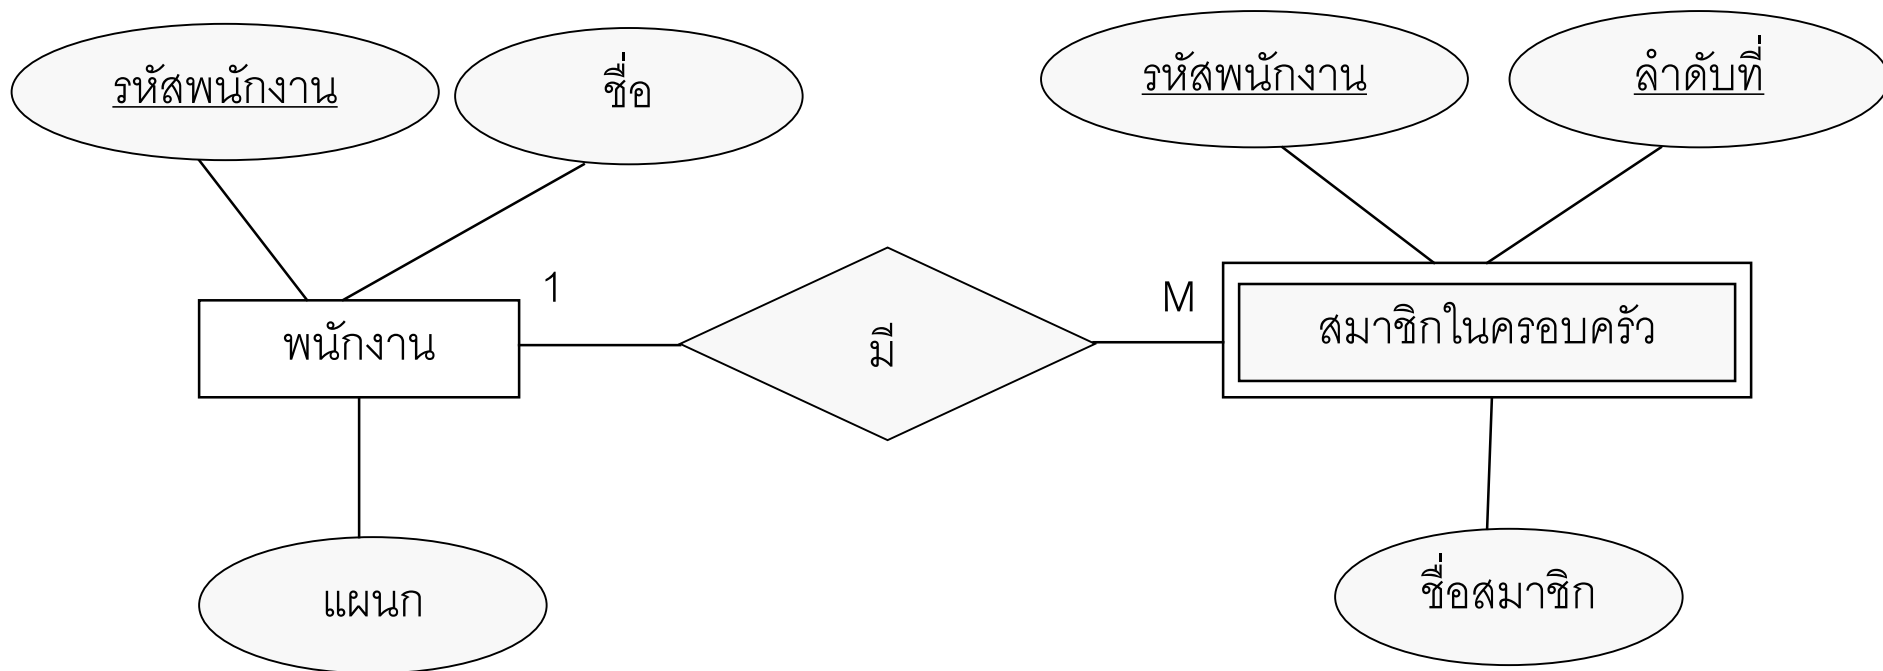 รหัสพนักงาน
ชื่อ
รหัสพนักงาน
ลำดับที่
พนักงาน
1
มี
M
สมาชิกในครอบครัว
แผนก
ชื่อสมาชิก